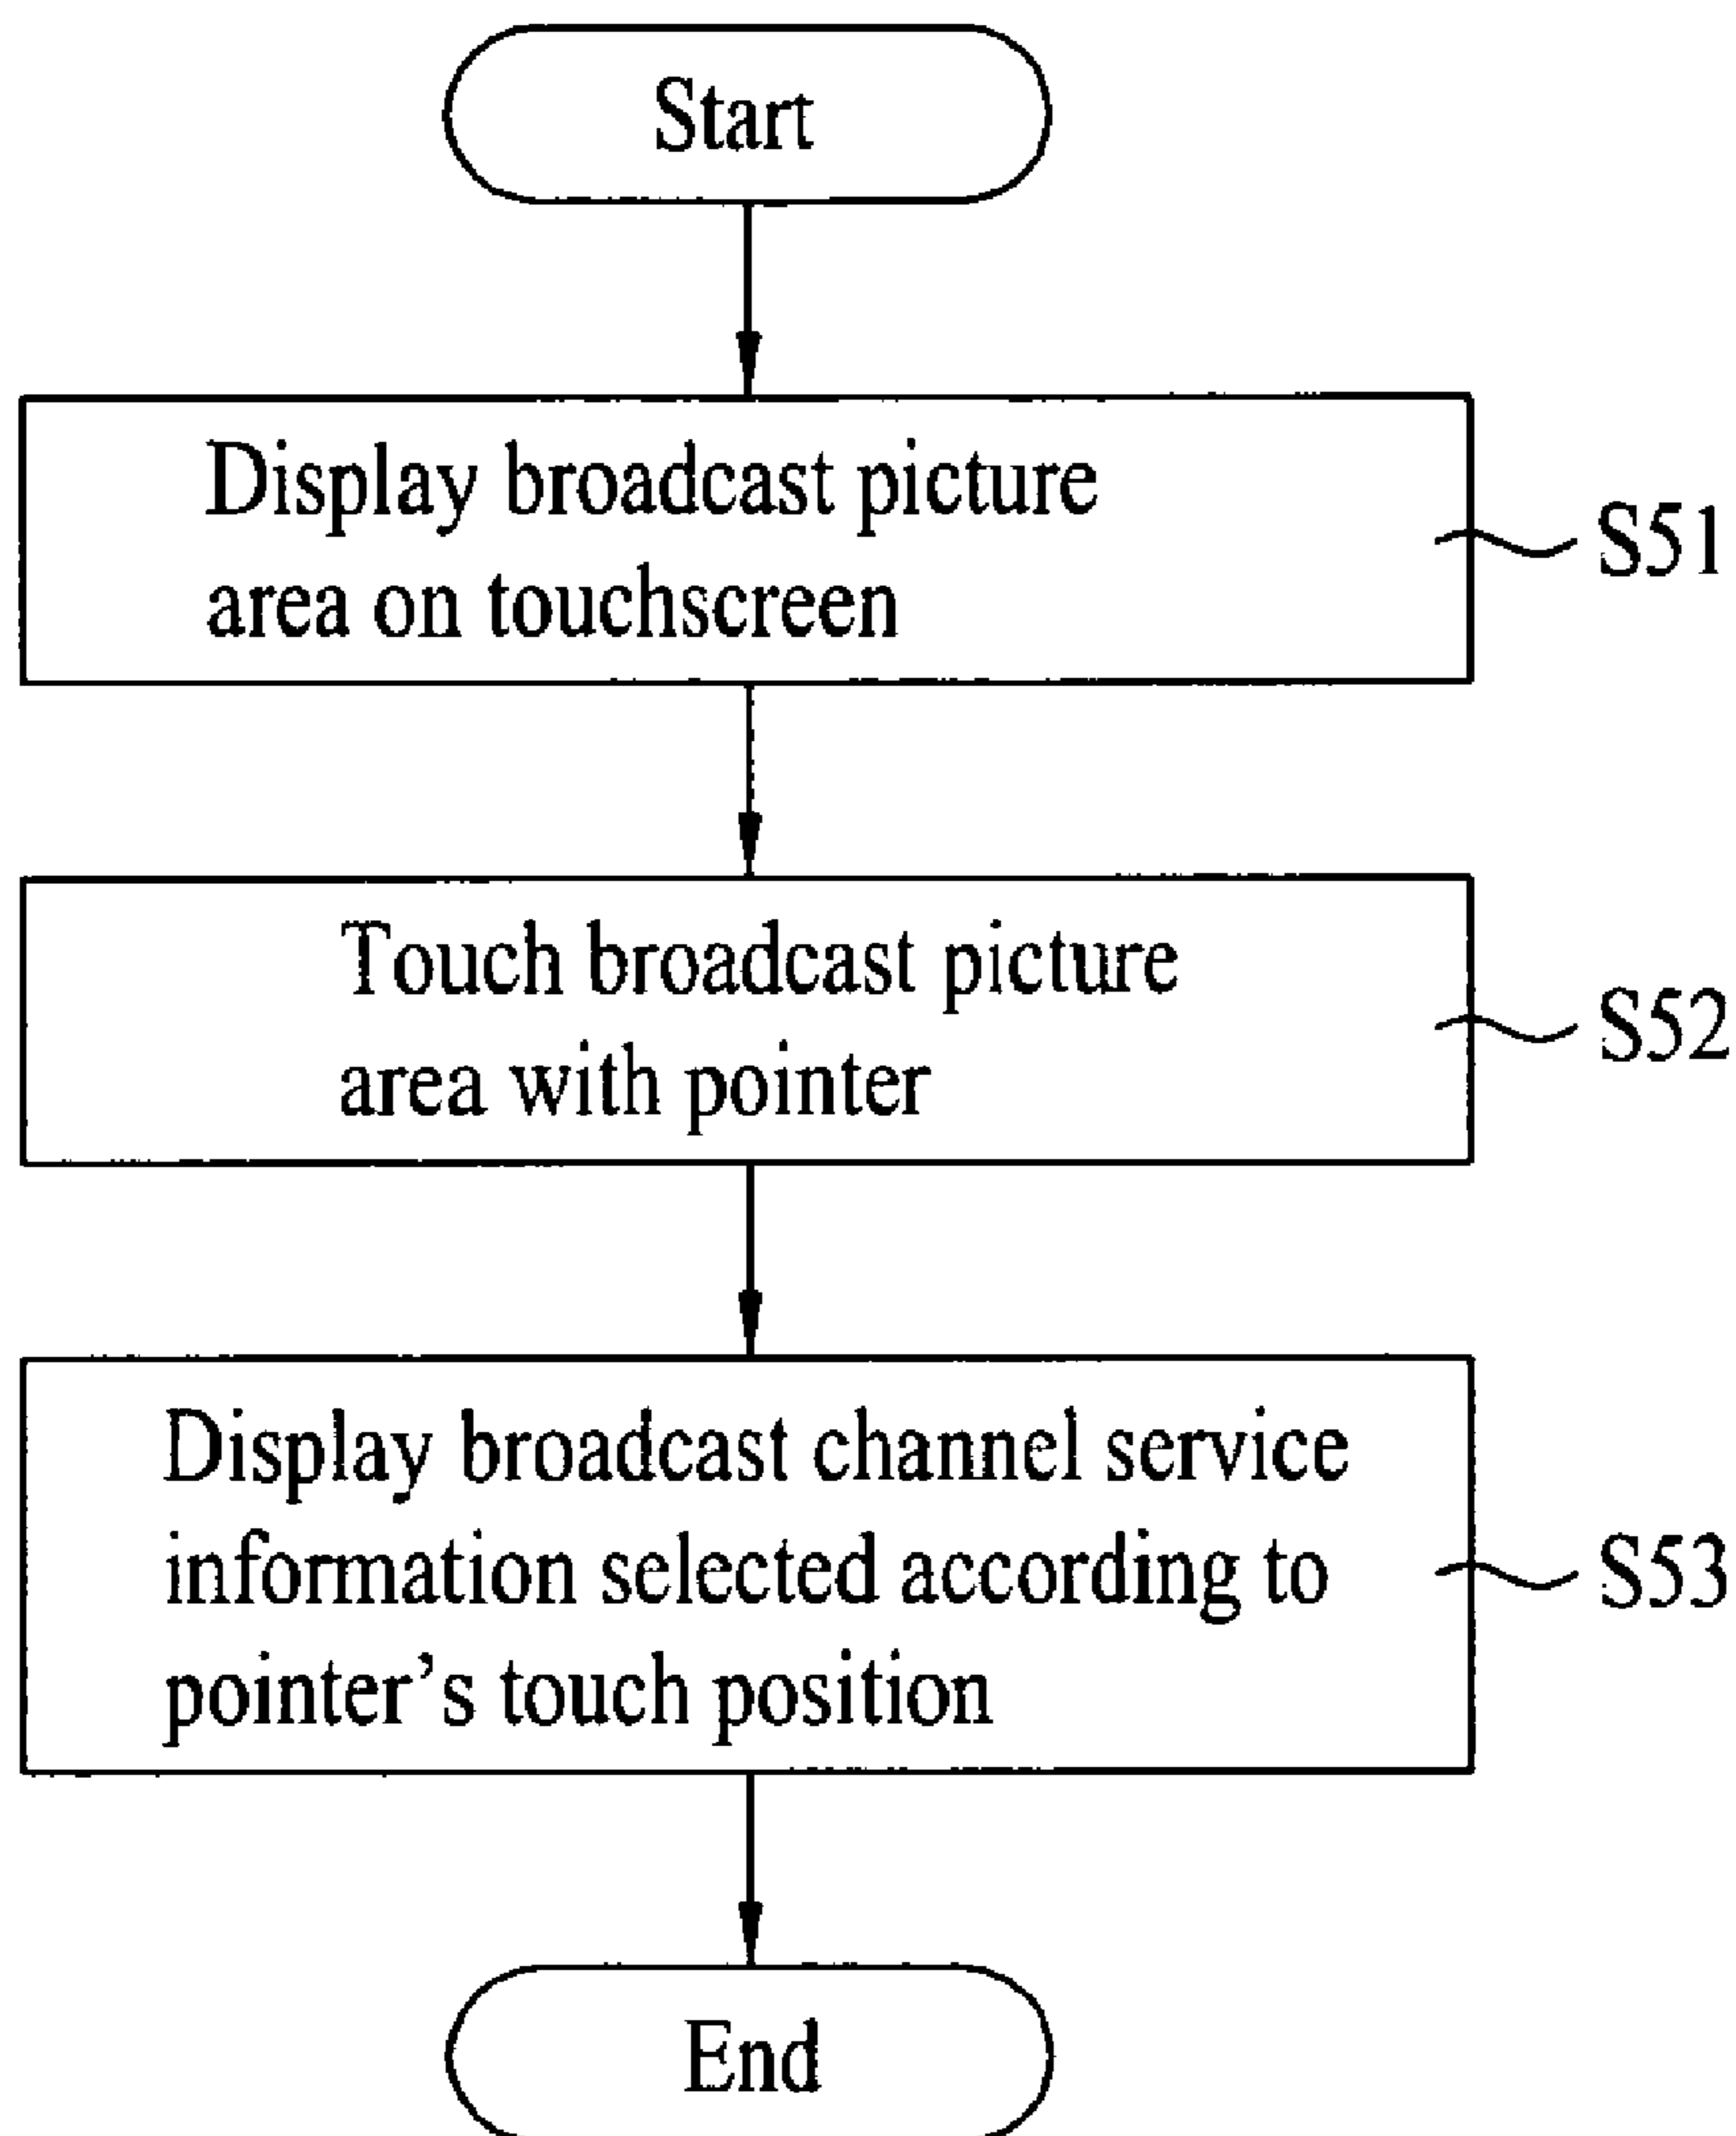 Start
Display broadcast picture
area on touchscreen
S51
Touch broadcast picture
area with pointer
S52
Display broadcast channel service
information selected according to
pointer's touch position
S53
End